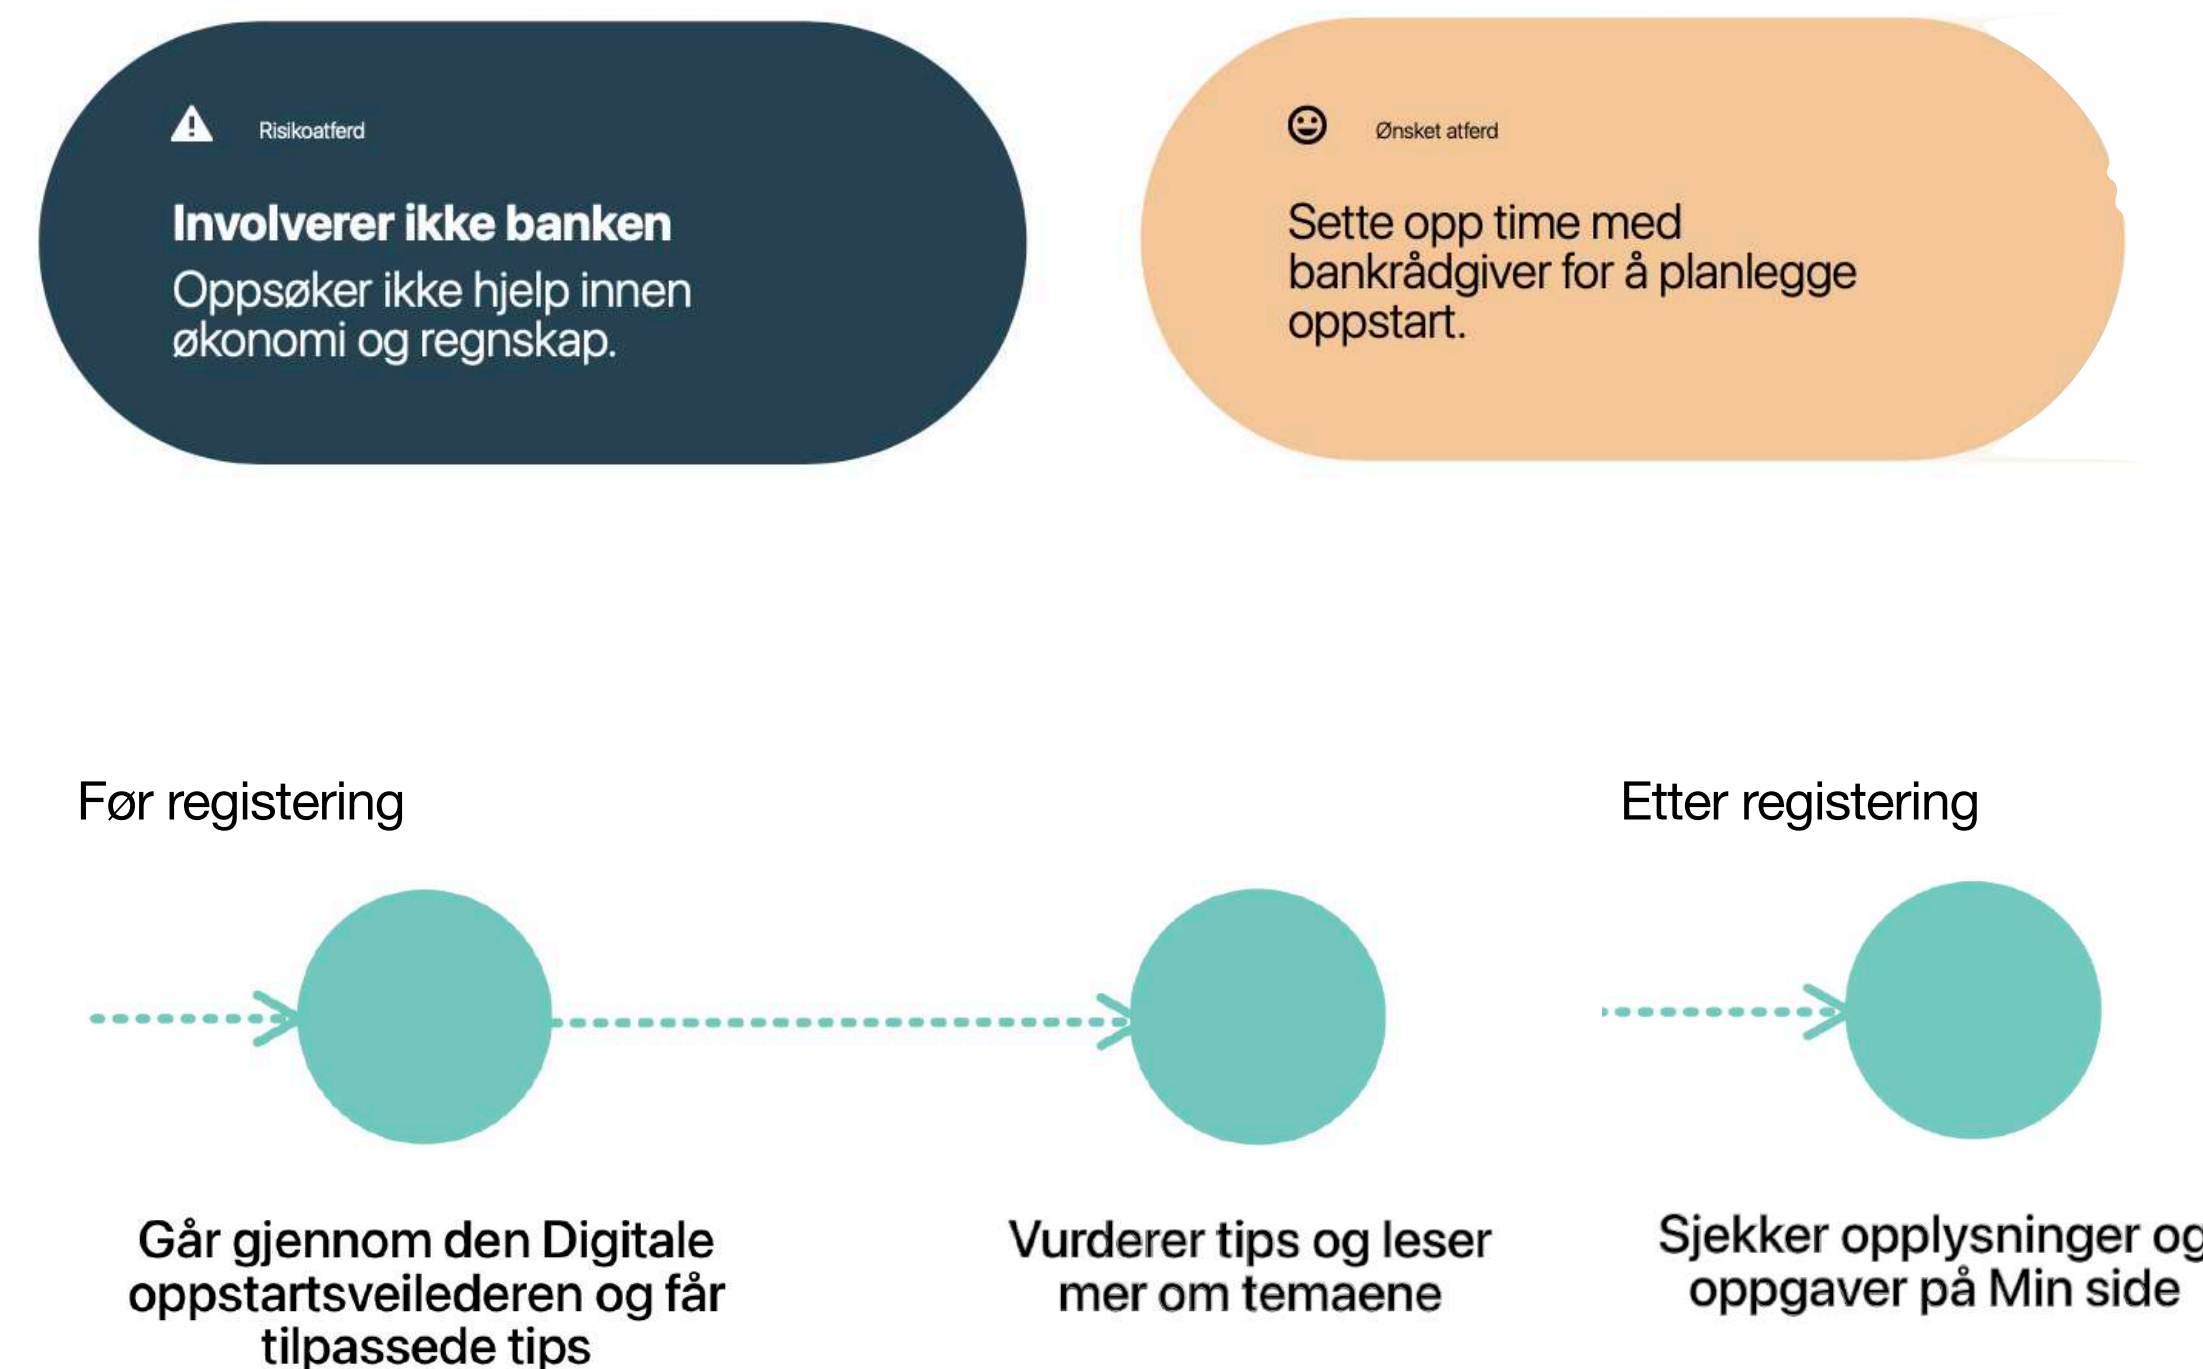 Risikoatferd
Involverer ikke banken
Oppsøker ikke hjelp innen
økonomi og regnskap.
Ønsket atferd
Sette opp time med
bankrådgiver for å planlegge
oppstart.
Før registering
Etter registering
Går gjennom den Digitale
oppstartsveilederen og får
tilpassede tips
Vurderer tips og leser
mer om temaene
Sjekker opplysninger og
oppgaver på Min side